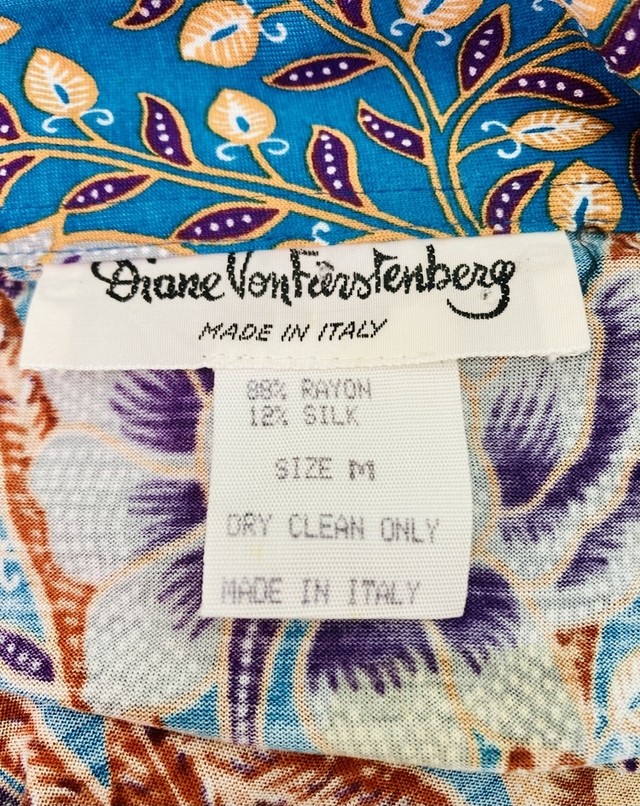 Diane Von Fürstenberg
MADE IN ITALY
88% RAYON
12% SILK
SIZE M
DRY CLEAN ONLY
MADE IN ITALY